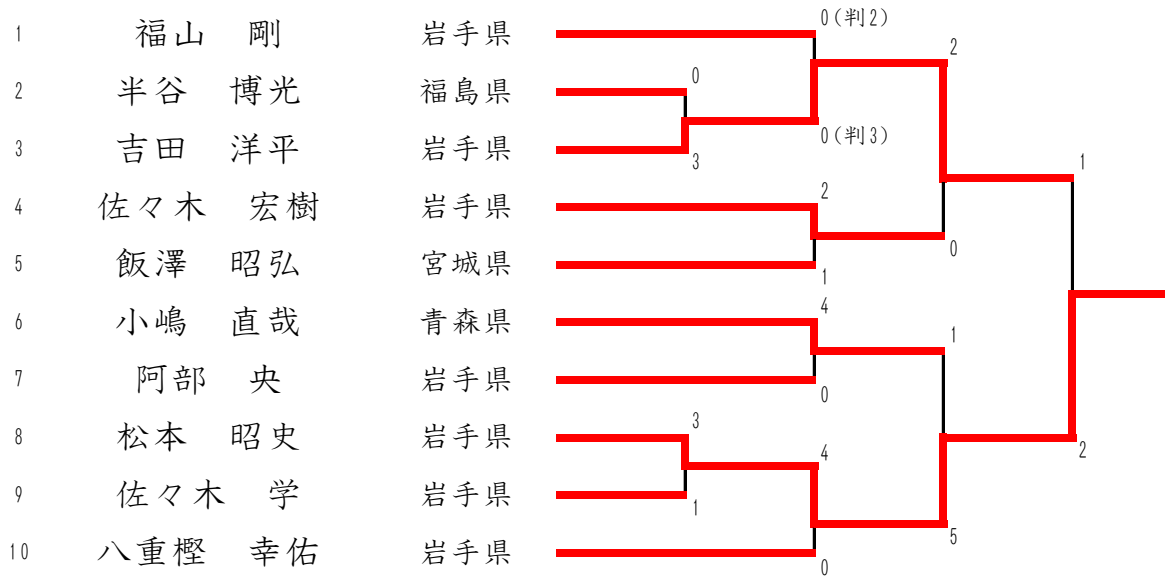 1 福山　剛 岩手県 0(判2)
2
2 半谷　博光 福島県 0
3 吉田　洋平 岩手県 3 0(判3)
1
4 佐々木　宏樹 岩手県 2
0
5 飯澤　昭弘 宮城県 1
6 小嶋　直哉 青森県 4
1
7 阿部　央 岩手県 0
8 松本　昭史 岩手県 3
4 2
9 佐々木　学 岩手県 1
5
10 八重樫　幸佑 岩手県 0